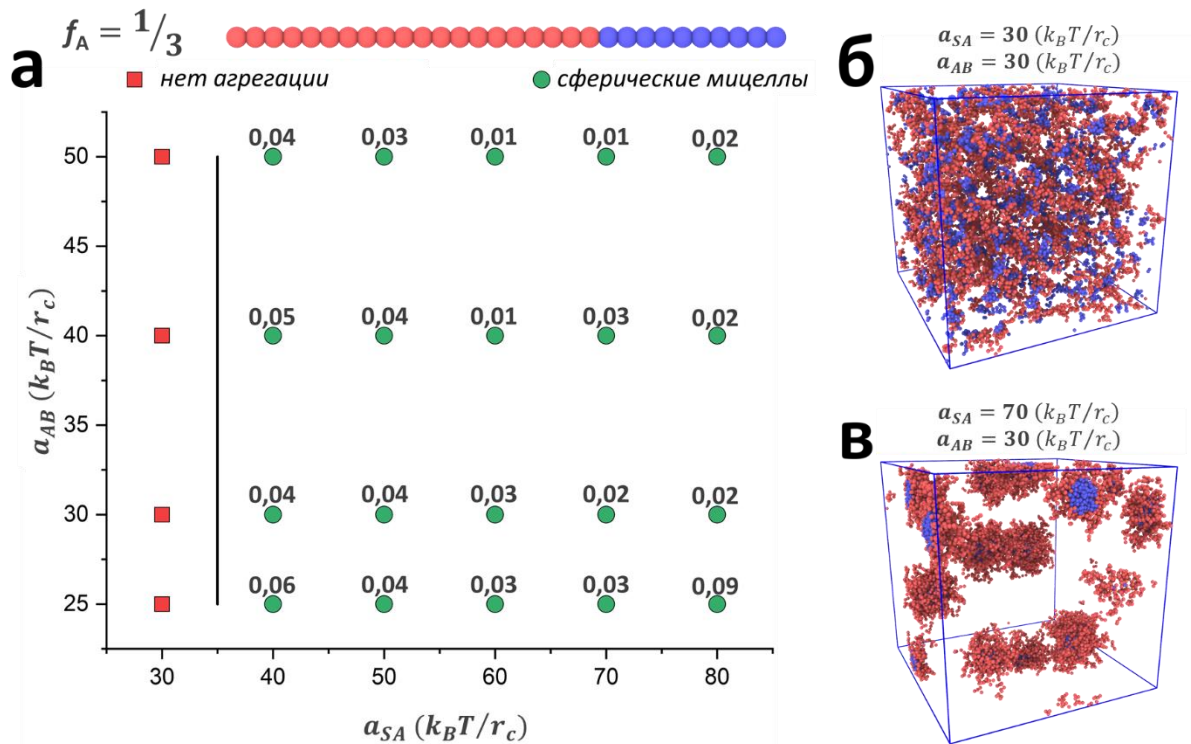 f_A = 1/3
а
нет агрегации
сферические мицеллы
50
0,04 0,03 0,01 0,01 0,02
45
40
0,05 0,04 0,01 0,03 0,02
35
30
0,04 0,04 0,03 0,02 0,02
25
0,06 0,04 0,03 0,03 0,09
a_AB (k_BT/r_c)
30 40 50 60 70 80
a_SA (k_BT/r_c)
б
a_SA = 30 (k_BT/r_c)
a_AB = 30 (k_BT/r_c)
в
a_SA = 70 (k_BT/r_c)
a_AB = 30 (k_BT/r_c)